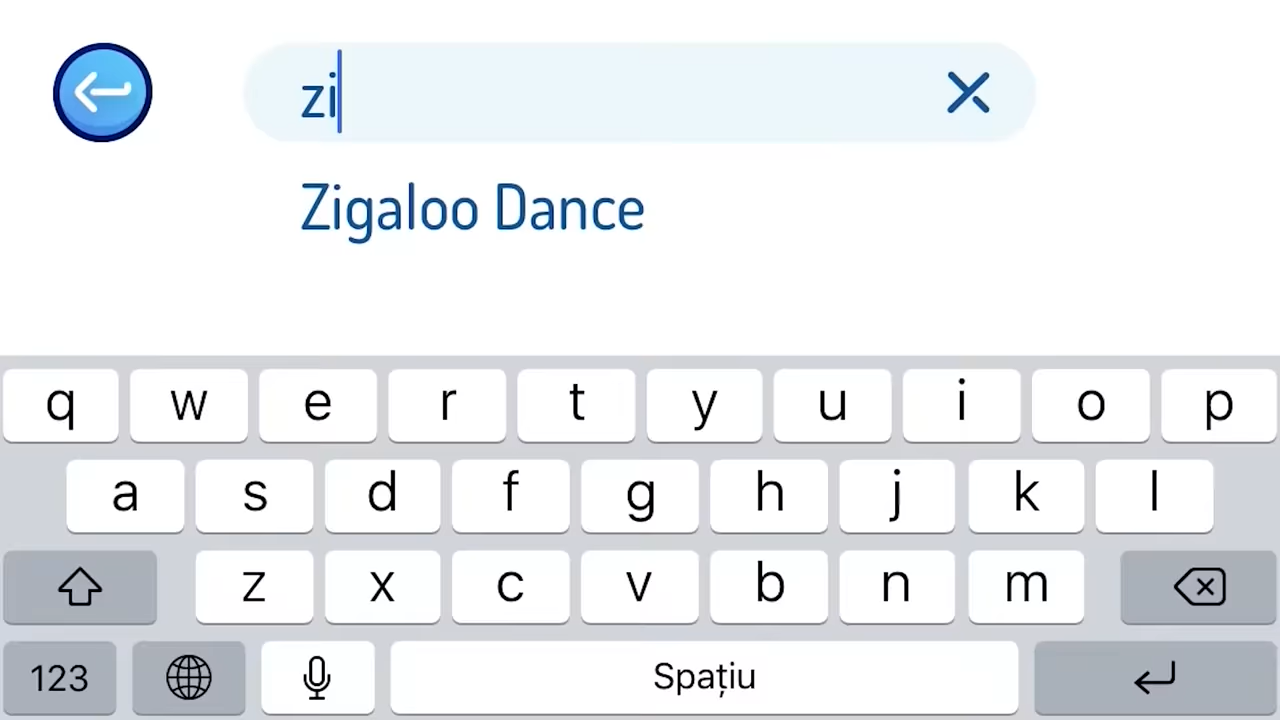 zi
Zigaloo Dance
q w e r t y u i o p
a s d f g h j k l
z x c v b n m
123 Spațiu